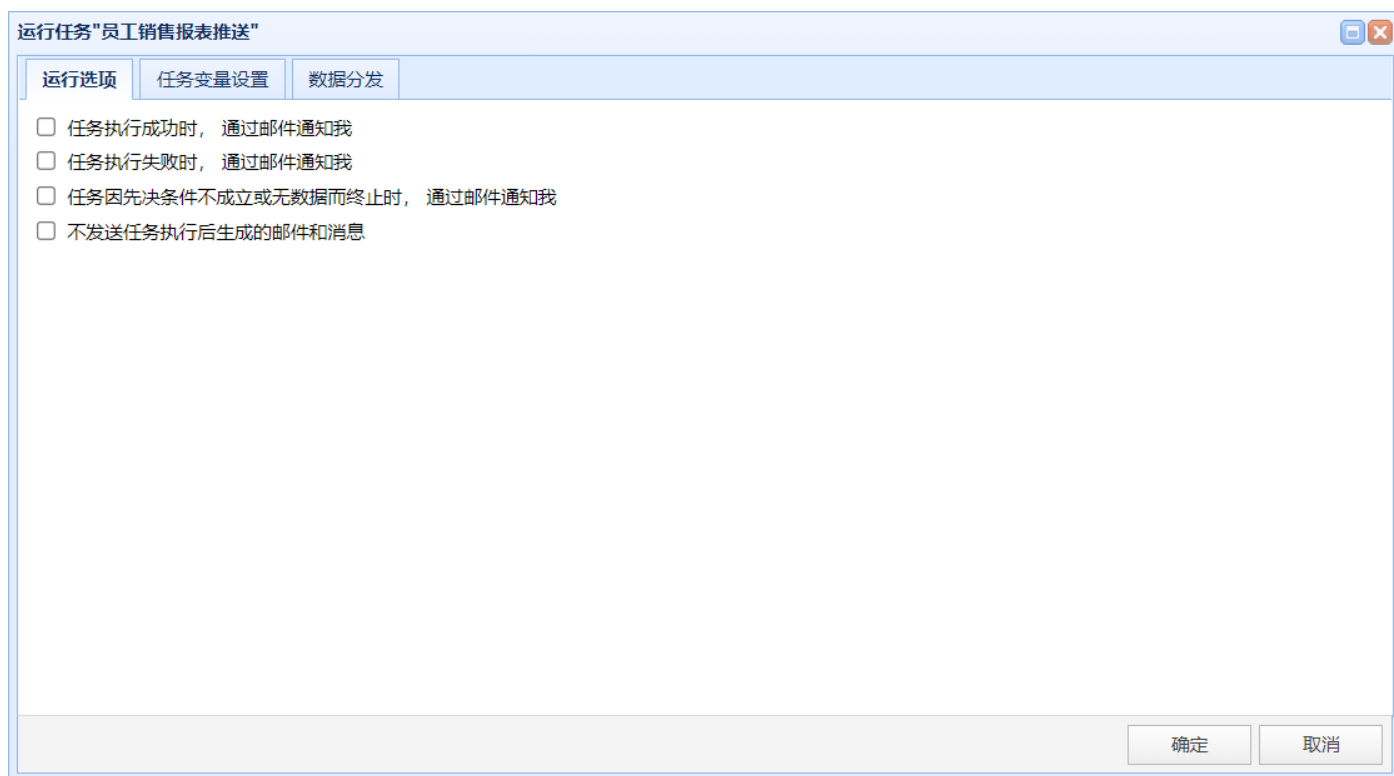 运行任务"员工销售报表推送"
运行选项 任务变量设置 数据分发
任务执行成功时， 通过邮件通知我
任务执行失败时， 通过邮件通知我
任务因先决条件不成立或无数据而终止时， 通过邮件通知我
不发送任务执行后生成的邮件和消息
确定 取消